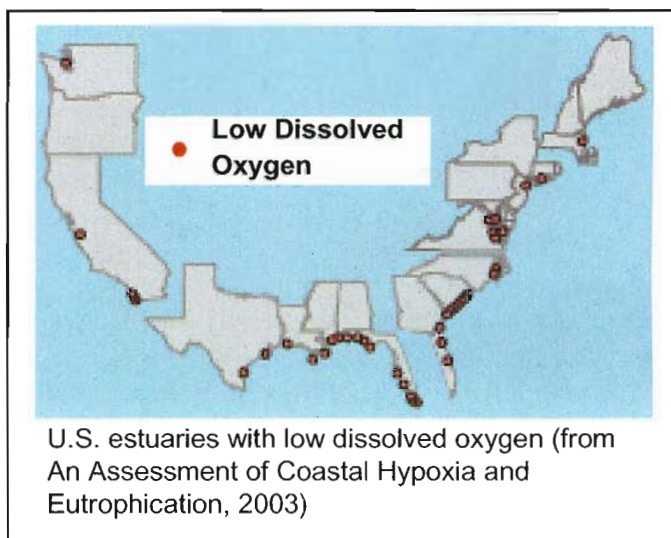 Low Dissolved
Oxygen
U.S. estuaries with low dissolved oxygen (from
An Assessment of Coastal Hypoxia and
Eutrophication, 2003)